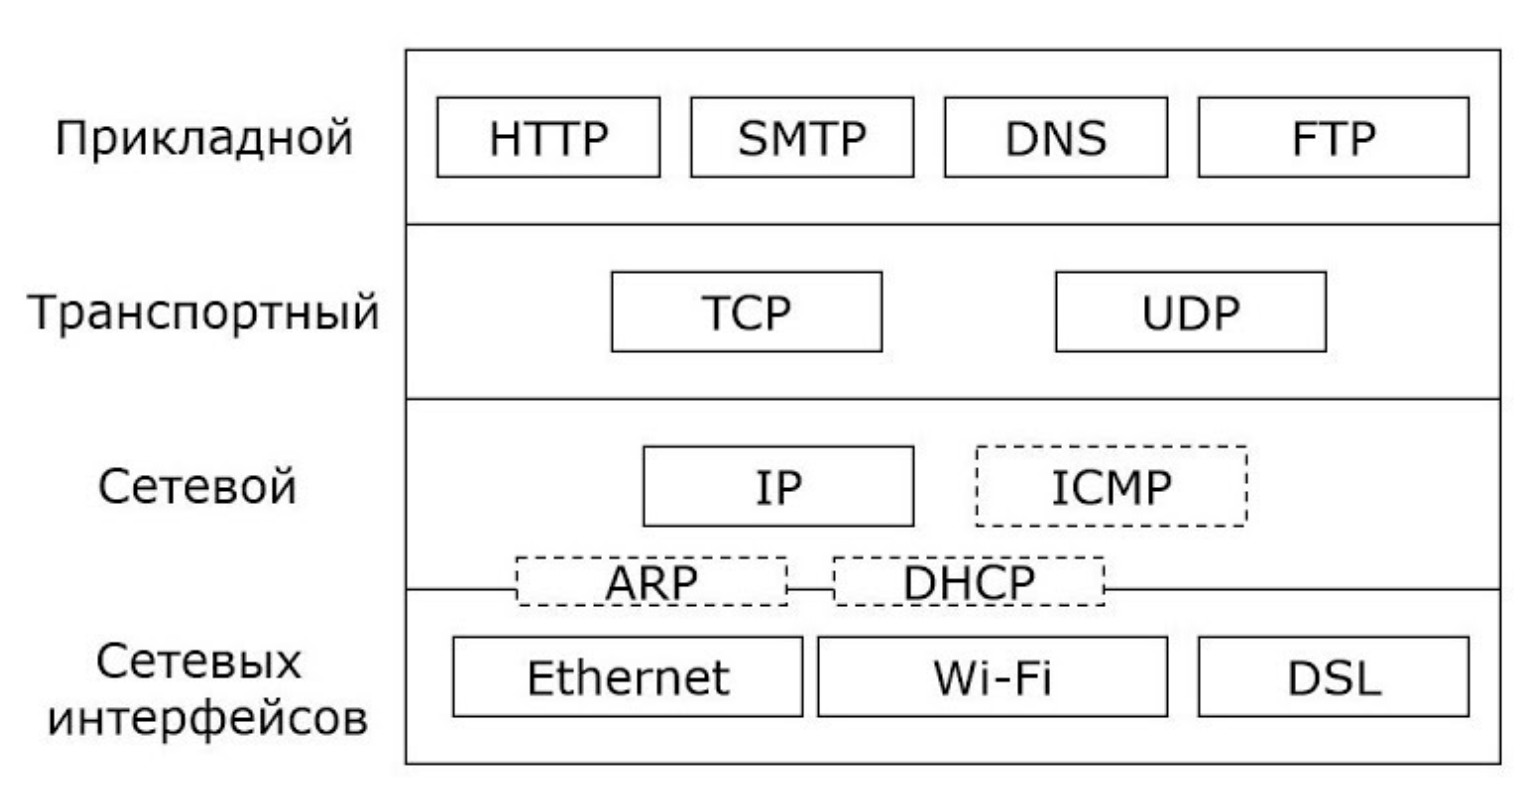 Прикладной
HTTP
SMTP
DNS
FTP
Транспортный
TCP
UDP
Сетевой
IP
ICMP
ARP
DHCP
Сетевых
интерфейсов
Ethernet
Wi-Fi
DSL